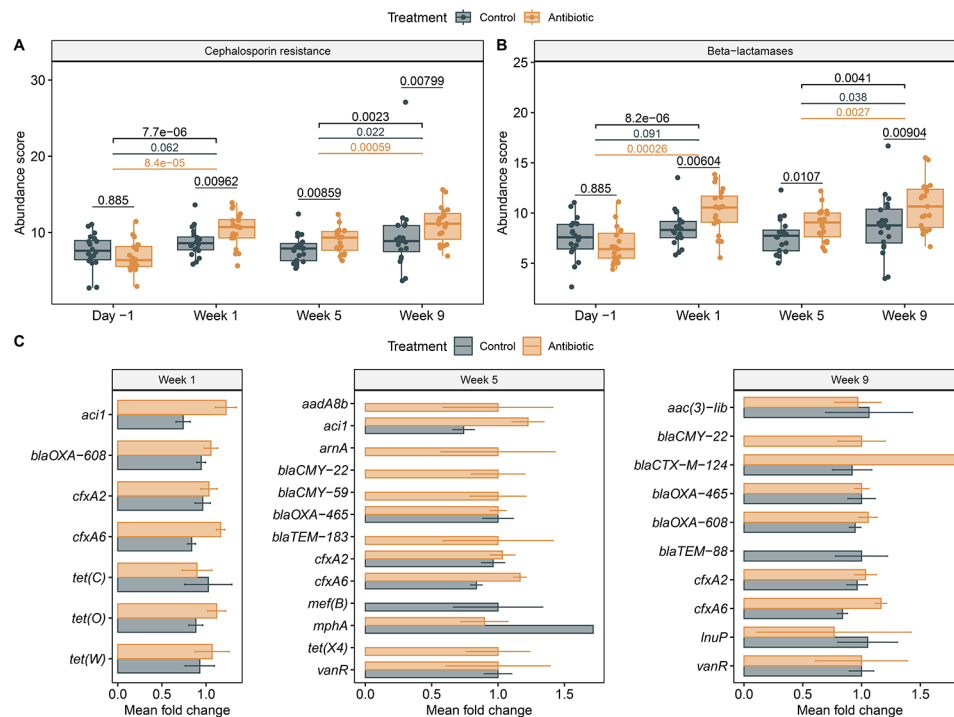 Treatment Control Antibiotic
A
Cephalosporin resistance
Abundance score
30
20
10
7.7e−06
0.062
8.4e−05
0.885
0.00962
0.0023
0.022
0.00059
0.00859
0.00799
Day −1 Week 1 Week 5 Week 9
B
Beta−lactamases
Abundance score
25
20
15
10
5
8.2e−06
0.091
0.00026
0.885
0.00604
0.0041
0.038
0.0027
0.0107
0.00904
Day −1 Week 1 Week 5 Week 9
C
Treatment Control Antibiotic
Week 1
aci1
blaOXA−608
cfxA2
cfxA6
tet(C)
tet(O)
tet(W)
0.0 0.5 1.0
Mean fold change
Week 5
aadA8b
aci1
arnA
blaCMY−22
blaCMY−59
blaOXA−465
blaTEM−183
cfxA2
cfxA6
mef(B)
mphA
tet(X4)
vanR
0.0 0.5 1.0 1.5
Mean fold change
Week 9
aac(3)−Iib
blaCMY−22
blaCTX−M−124
blaOXA−465
blaOXA−608
blaTEM−88
cfxA2
cfxA6
lnuP
vanR
0.0 0.5 1.0 1.5
Mean fold change